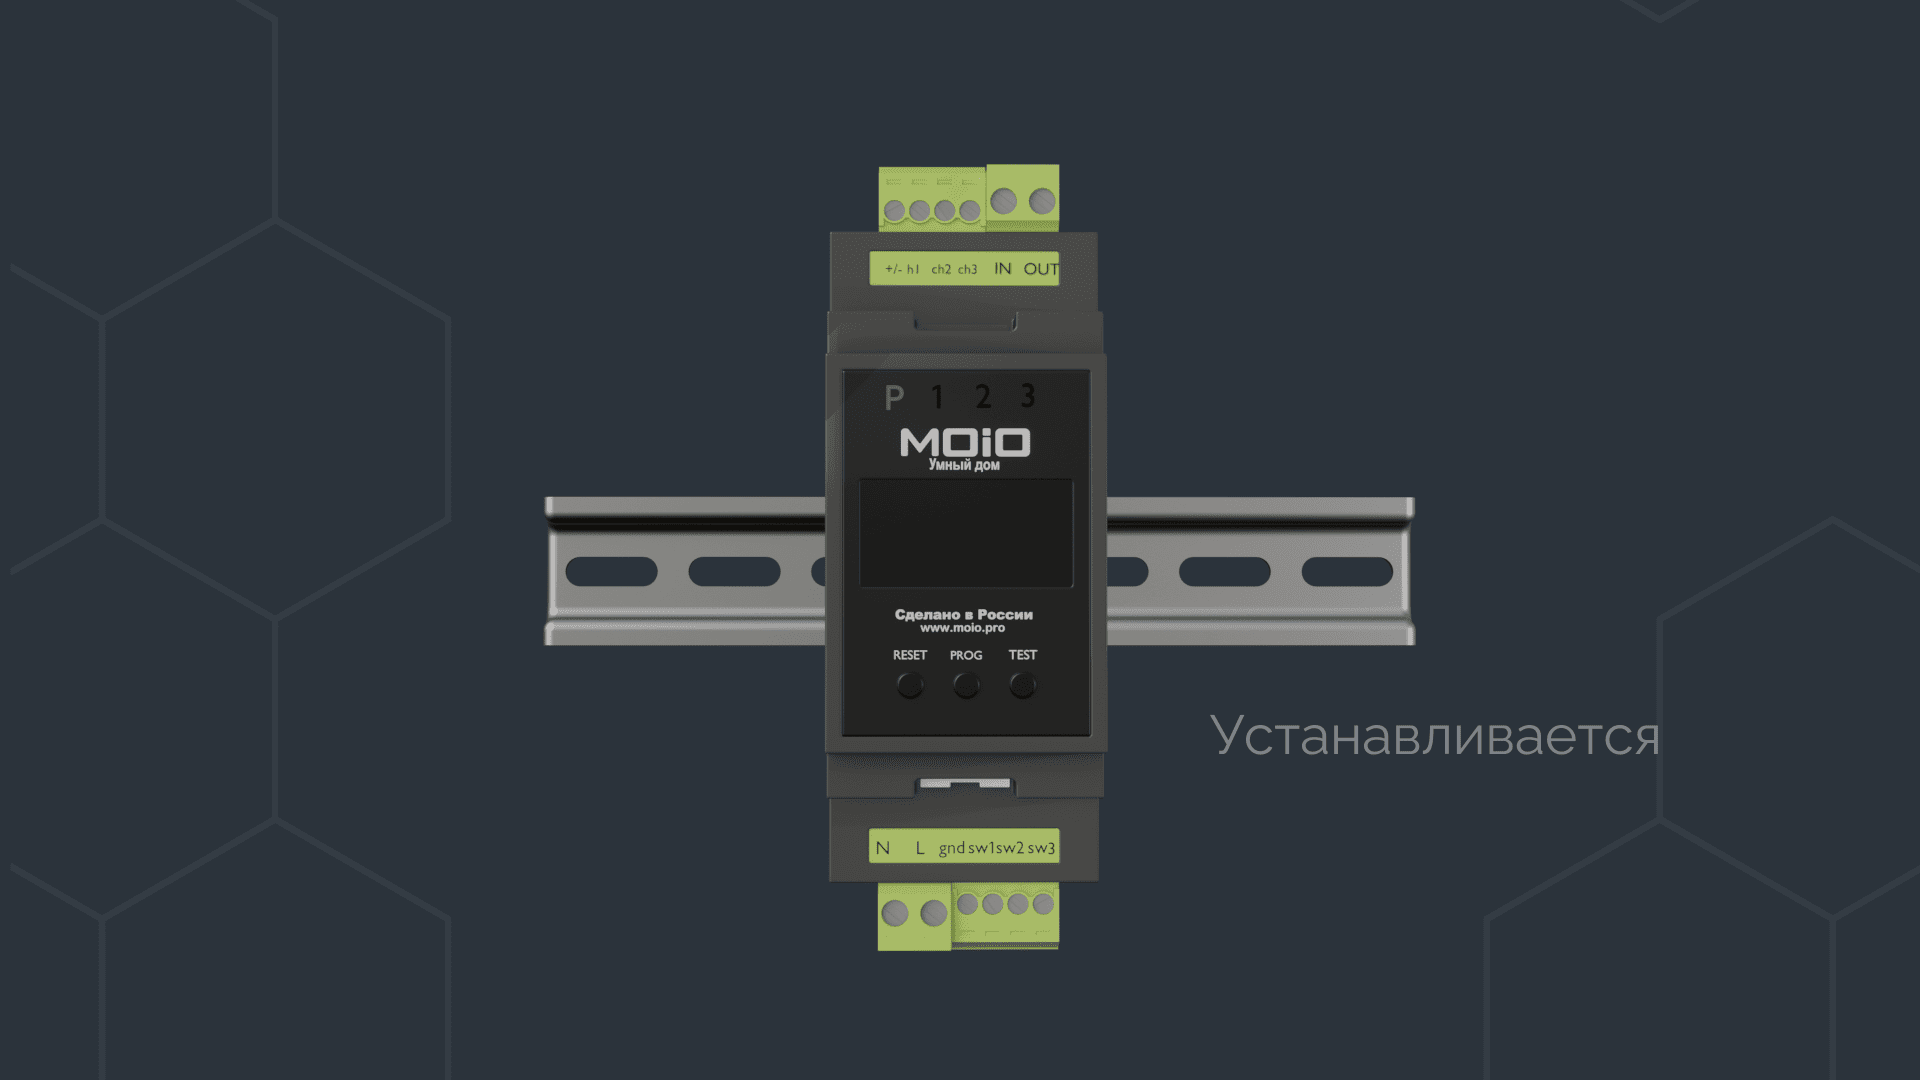 +/- h1 ch2 ch3 IN OUT
P 1 2 3
MOiO
Умный дом
Сделано в России
www.moio.pro
RESET PROG TEST
Устанавливается
N L gnd sw1 sw2 sw3